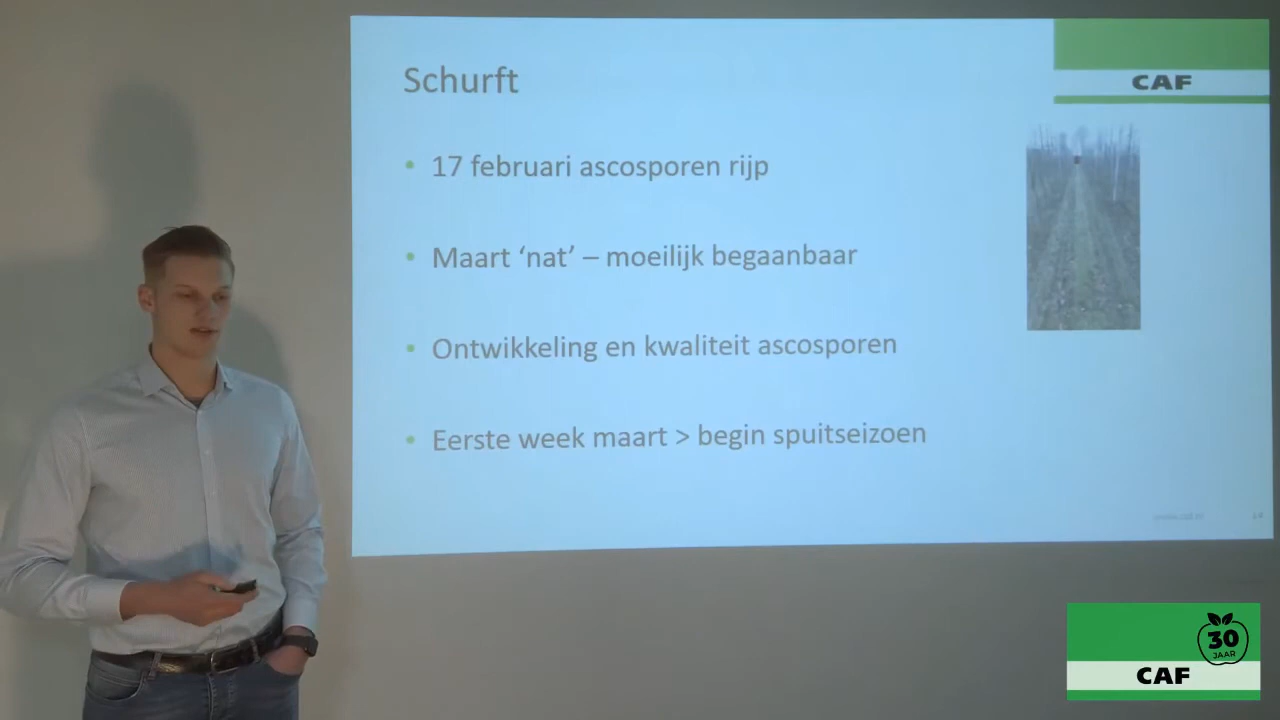 Schurft
CAF
• 17 februari ascosporen rijp
• Maart ‘nat’ – moeilijk begaanbaar
• Ontwikkeling en kwaliteit ascosporen
• Eerste week maart > begin spuitseizoen
30
JAAR
CAF